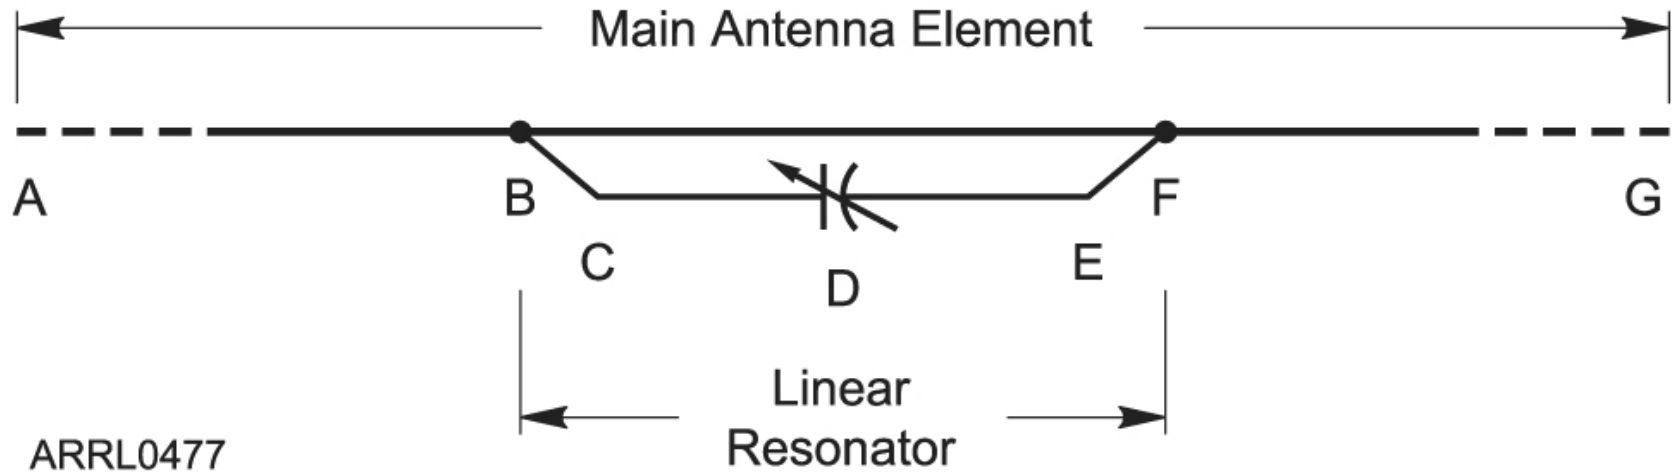 Main Antenna Element
A
B
F
G
C
D
E
Linear
Resonator
ARRL0477